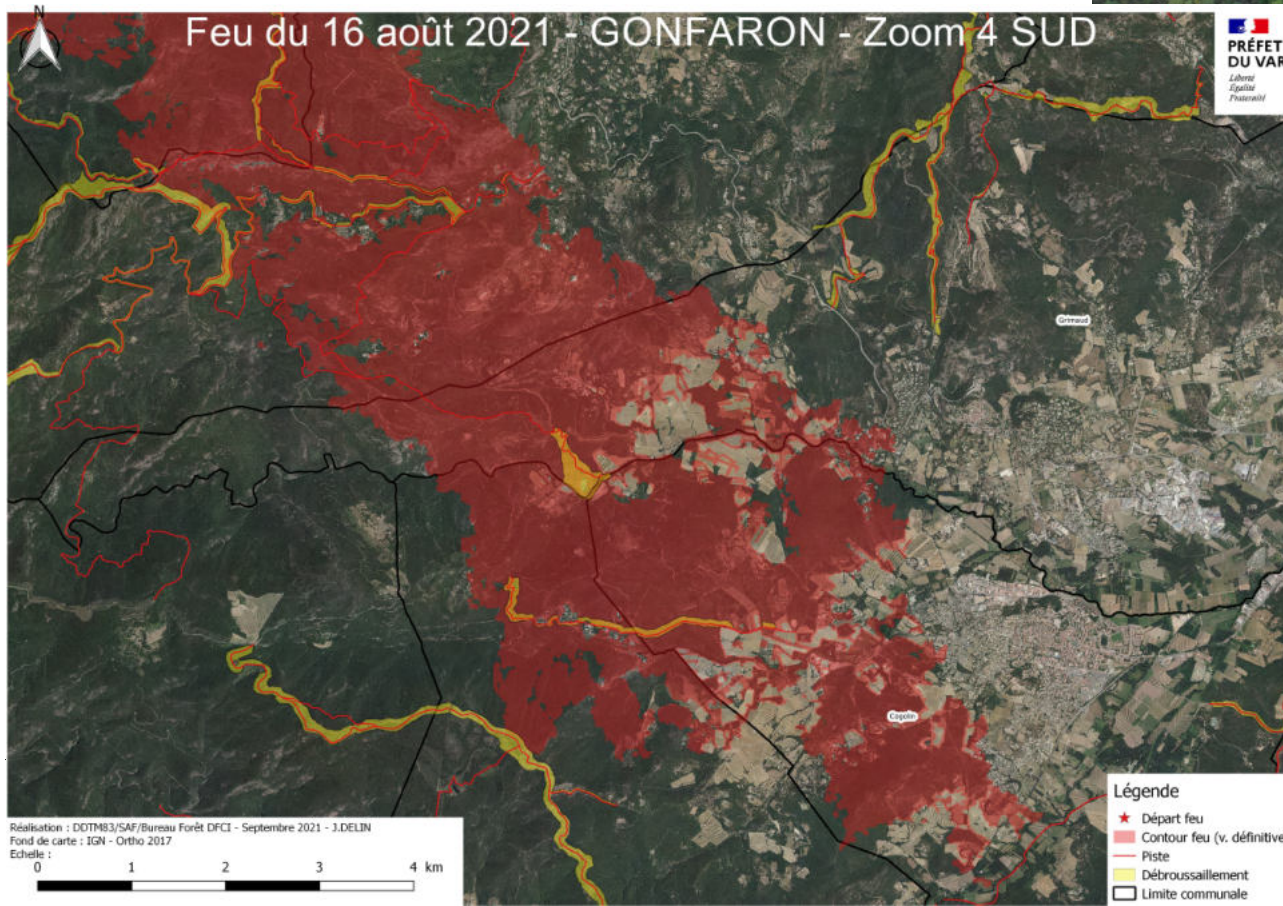 N
Feu du 16 août 2021 - GONFARON - Zoom 4 SUD
PRÉFET
DU VAR
Liberté
Égalité
Fraternité
Grimaud
Cogolin
Légende
Départ feu
Contour feu (v. définitive
Piste
Débroussaillement
Limite communale
Réalisation : DDTM83/SAF/Bureau Forêt DFCI - Septembre 2021 - J.DELIN
Fond de carte : IGN - Ortho 2017
Echelle :
0 1 2 3 4 km